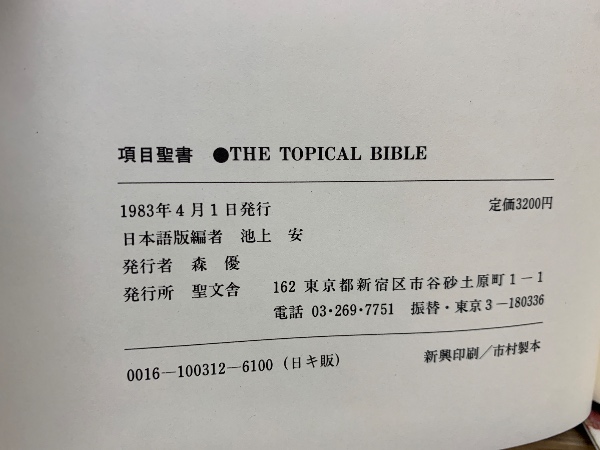 項目聖書 ●THE TOPICAL BIBLE
1983年4月1日発行 定価3200円
日本語版編者 池上 安
発行者 森 優
発行所 聖文舎 162 東京都新宿区市谷砂土原町1−1
電話 03・269・7751 振替・東京3−180336
0016−100312−6100(日キ販) 新興印刷/市村製本